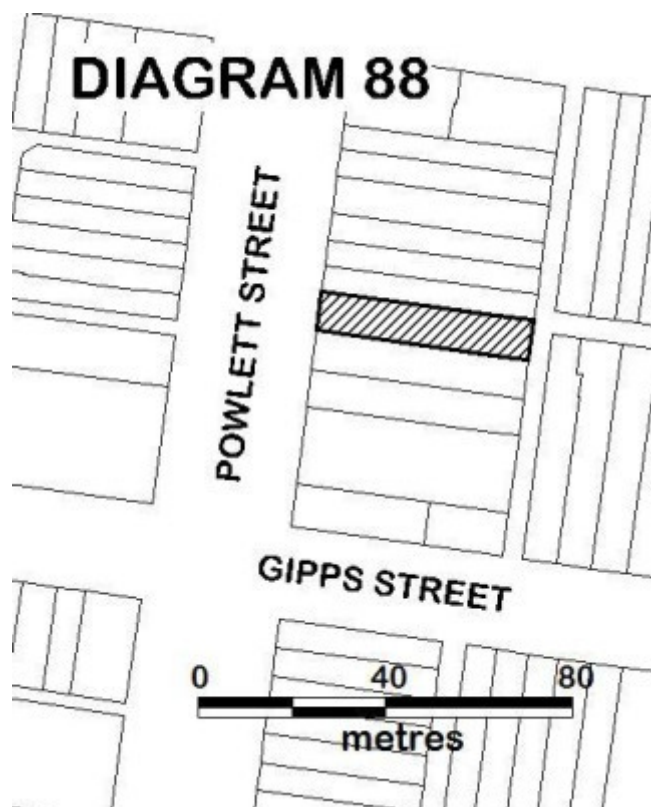 DIAGRAM 88
POWLETT STREET
GIPPS STREET
0 40 80
metres